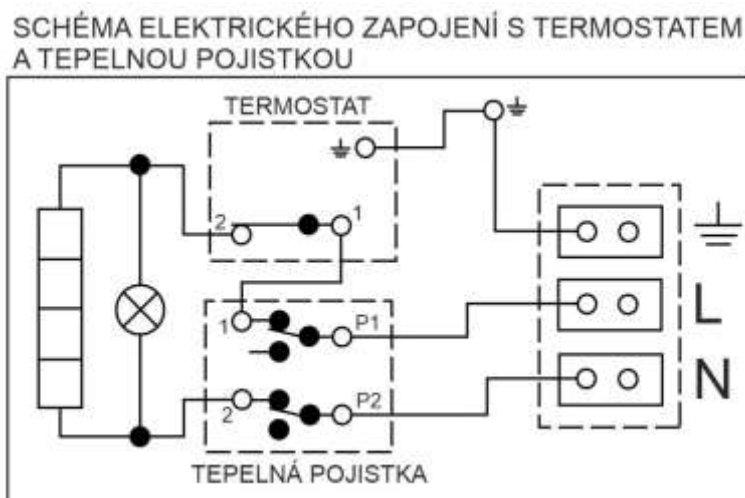 SCHÉMA ELEKTRICKÉHO ZAPOJENÍ S TERMOSTATEM
A TEPELNOU POJISTKOU
TERMOSTAT
2
1
1
P1
L
2
P2
N
TEPELNÁ POJISTKA